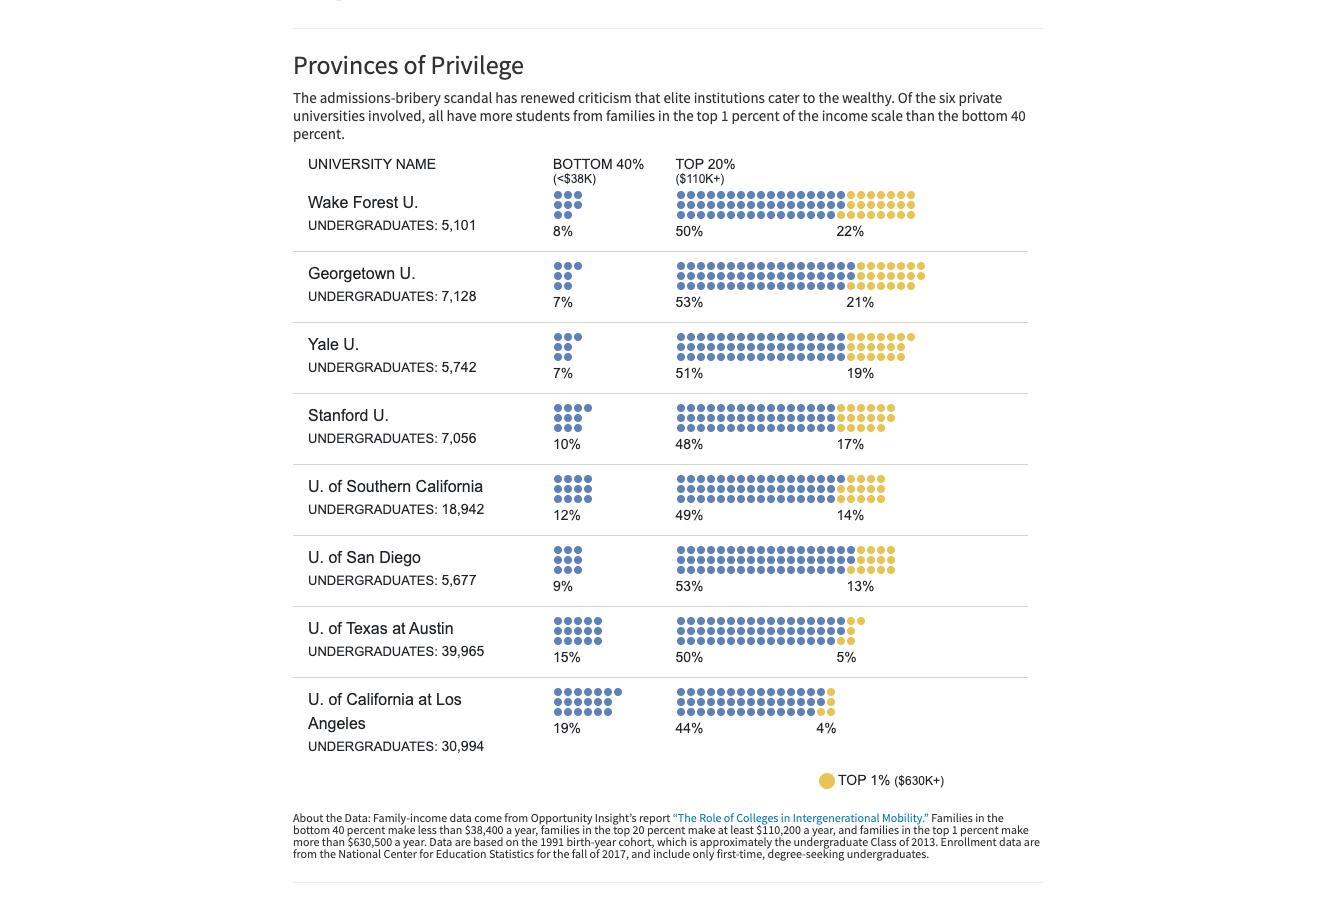 Provinces of Privilege
The admissions-bribery scandal has renewed criticism that elite institutions cater to the wealthy. Of the six private
universities involved, all have more students from families in the top 1 percent of the income scale than the bottom 40
percent.
UNIVERSITY NAME
BOTTOM 40%
(<$38K)
TOP 20%
($110K+)
Wake Forest U.
UNDERGRADUATES: 5,101
8%
50%
22%
Georgetown U.
UNDERGRADUATES: 7,128
7%
53%
21%
Yale U.
UNDERGRADUATES: 5,742
7%
51%
19%
Stanford U.
UNDERGRADUATES: 7,056
10%
48%
17%
U. of Southern California
UNDERGRADUATES: 18,942
12%
49%
14%
U. of San Diego
UNDERGRADUATES: 5,677
9%
53%
13%
U. of Texas at Austin
UNDERGRADUATES: 39,965
15%
50%
5%
U. of California at Los
Angeles
UNDERGRADUATES: 30,994
19%
44%
4%
TOP 1% ($630K+)
About the Data: Family-income data come from Opportunity Insight’s report “The Role of Colleges in Intergenerational Mobility.” Families in the
bottom 40 percent make less than $38,400 a year, families in the top 20 percent make at least $110,200 a year, and families in the top 1 percent make
more than $630,500 a year. Data are based on the 1991 birth-year cohort, which is approximately the undergraduate Class of 2013. Enrollment data are
from the National Center for Education Statistics for the fall of 2017, and include only first-time, degree-seeking undergraduates.